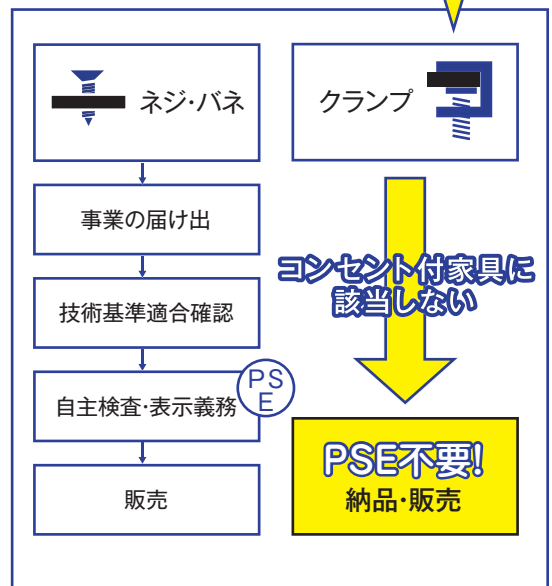 ネジ・バネ
事業の届け出
技術基準適合確認
自主検査・表示義務
PS
E
販売
クランプ
コンセント付家具に
該当しない
PSE不要!
納品・販売